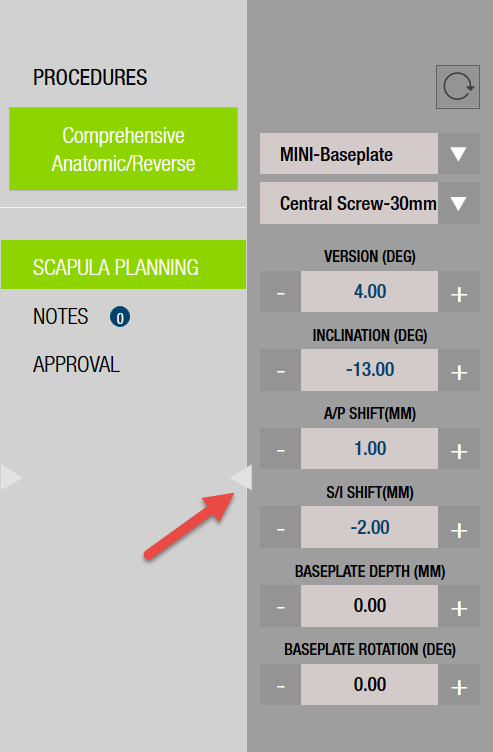 PROCEDURES
Comprehensive
Anatomic/Reverse
SCAPULA PLANNING
NOTES 0
APPROVAL
MINI-Baseplate
Central Screw-30mm
VERSION (DEG)
- 4.00 +
INCLINATION (DEG)
- -13.00 +
A/P SHIFT(MM)
- 1.00 +
S/I SHIFT(MM)
- -2.00 +
BASEPLATE DEPTH (MM)
- 0.00 +
BASEPLATE ROTATION (DEG)
- 0.00 +